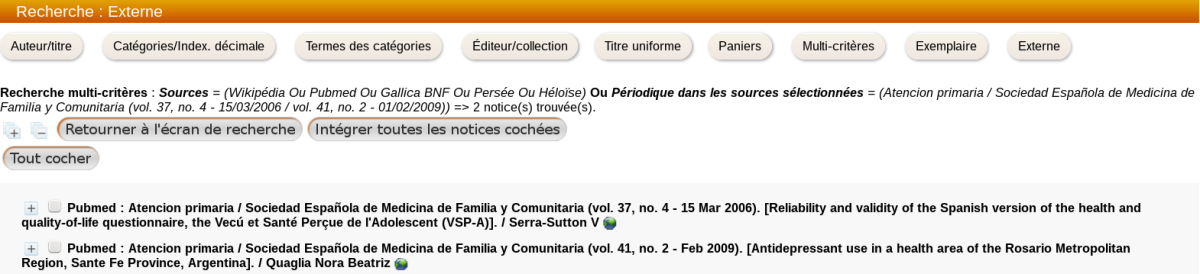 Recherche : Externe
Auteur/titre Catégories/Index. décimale Termes des catégories Éditeur/collection Titre uniforme Paniers Multi-critères Exemplaire Externe
Recherche multi-critères : Sources = (Wikipédia Ou Pubmed Ou Gallica BNF Ou Persée Ou Héloïse) Ou Périodique dans les sources sélectionnées = (Atencion primaria / Sociedad Española de Medicina de
Familia y Comunitaria (vol. 37, no. 4 - 15/03/2006 / vol. 41, no. 2 - 01/02/2009)) => 2 notice(s) trouvée(s).
Retourner à l'écran de recherche Intégrer toutes les notices cochées
Tout cocher
Pubmed : Atencion primaria / Sociedad Española de Medicina de Familia y Comunitaria (vol. 37, no. 4 - 15 Mar 2006). [Reliability and validity of the Spanish version of the health and
quality-of-life questionnaire, the Vecú et Santé Perçue de l'Adolescent (VSP-A)]. / Serra-Sutton V
Pubmed : Atencion primaria / Sociedad Española de Medicina de Familia y Comunitaria (vol. 41, no. 2 - Feb 2009). [Antidepressant use in a health area of the Rosario Metropolitan
Region, Sante Fe Province, Argentina]. / Quaglia Nora Beatriz